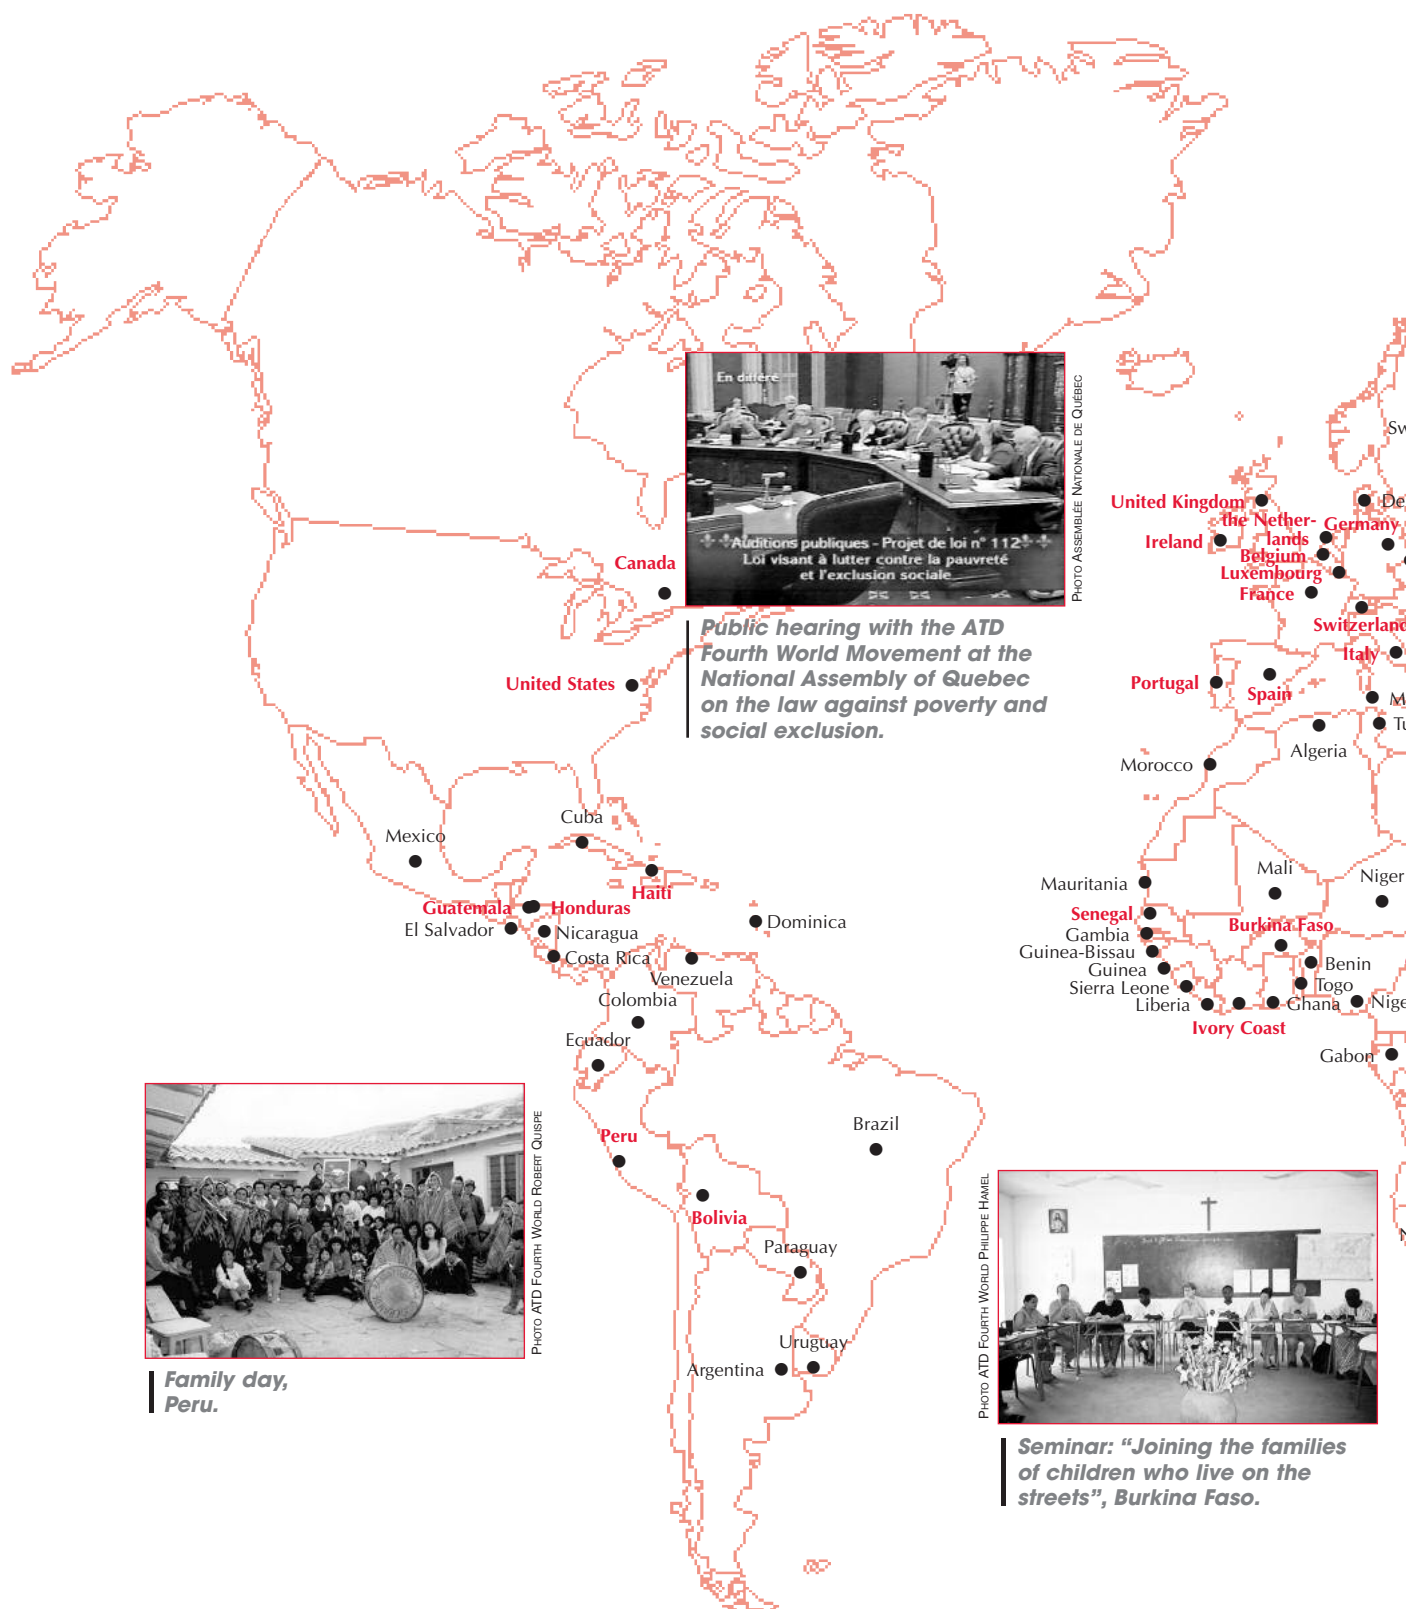 En différé
Auditions publiques - Projet de loi n° 112
Loi visant à lutter contre la pauvreté
et l'exclusion sociale
PHOTO ASSEMBLÉE NATIONALE DE QUÉBEC
Public hearing with the ATD
Fourth World Movement at the
National Assembly of Quebec
on the law against poverty and
social exclusion.
Canada
United States
Mexico
Cuba
Haiti
Guatemala
Honduras
El Salvador
Nicaragua
Costa Rica
Dominica
Venezuela
Colombia
Ecuador
Peru
Brazil
Bolivia
Paraguay
Uruguay
Argentina
Sw
United Kingdom
De
the Nether-
lands
Germany
Ireland
Belgium
Luxembourg
France
Switzerland
Italy
Portugal
Spain
M
Tu
Algeria
Morocco
Mauritania
Mali
Niger
Senegal
Burkina Faso
Gambia
Guinea-Bissau
Guinea
Benin
Sierra Leone
Togo
Liberia
Ghana
Nige
Ivory Coast
Gabon
N
PHOTO ATD FOURTH WORLD ROBERT QUISPE
Family day,
Peru.
PHOTO ATD FOURTH WORLD PHILIPPE HAMEL
Seminar: “Joining the families
of children who live on the
streets”, Burkina Faso.